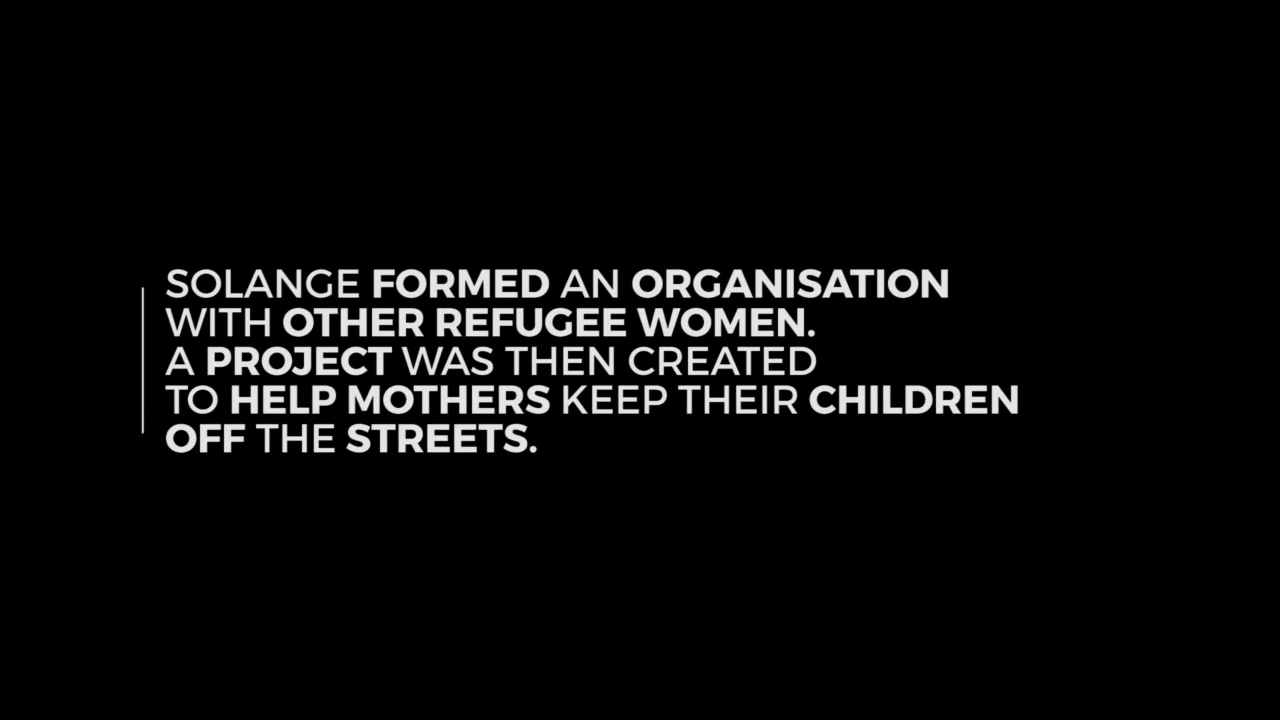 SOLANGE FORMED AN ORGANISATION
WITH OTHER REFUGEE WOMEN.
A PROJECT WAS THEN CREATED
TO HELP MOTHERS KEEP THEIR CHILDREN
OFF THE STREETS.